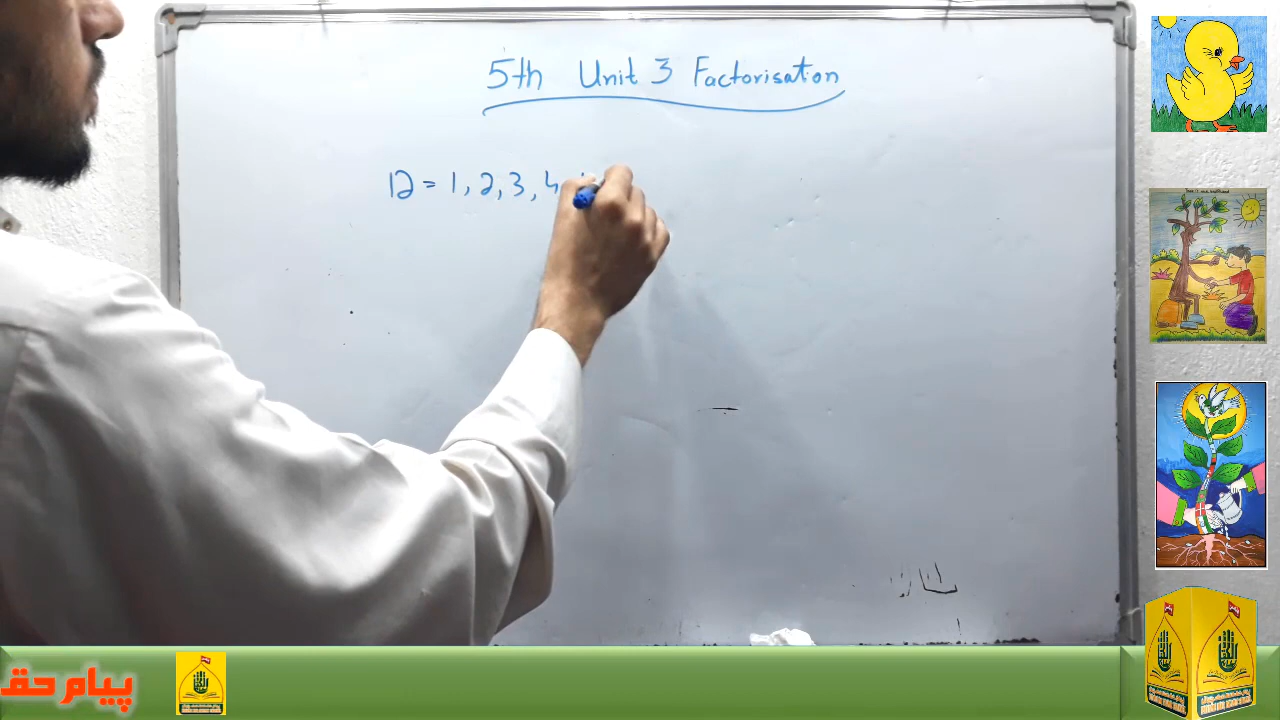 5th Unit 3 Factorisation
12 = 1, 2, 3, 4,
پیام حق